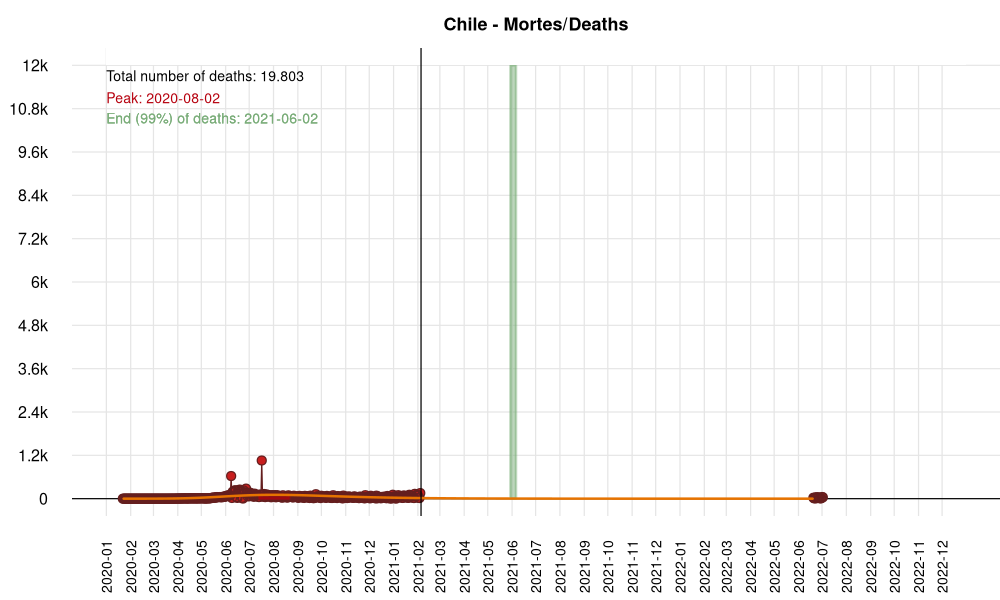 Chile - Mortes/Deaths
Total number of deaths: 19.803
Peak: 2020-08-02
End (99%) of deaths: 2021-06-02
12k
10.8k
9.6k
8.4k
7.2k
6k
4.8k
3.6k
2.4k
1.2k
0
2020-01
2020-02
2020-03
2020-04
2020-05
2020-06
2020-07
2020-08
2020-09
2020-10
2020-11
2020-12
2021-01
2021-02
2021-03
2021-04
2021-05
2021-06
2021-07
2021-08
2021-09
2021-10
2021-11
2021-12
2022-01
2022-02
2022-03
2022-04
2022-05
2022-06
2022-07
2022-08
2022-09
2022-10
2022-11
2022-12